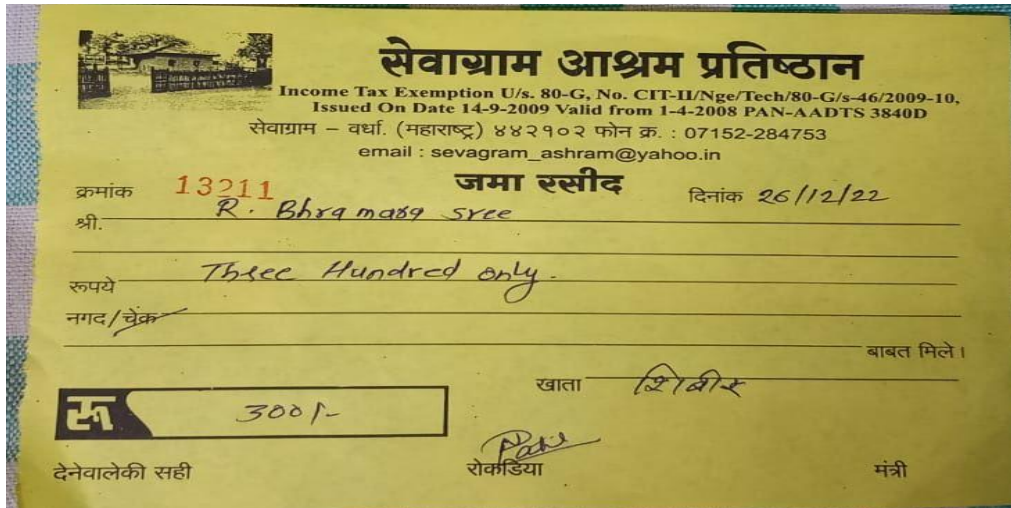 सेवाग्राम आश्रम प्रतिष्ठान
Income Tax Exemption U/s. 80-G, No. CIT-II/Nge/Tech/80-G/s-46/2009-10,
Issued On Date 14-9-2009 Valid from 1-4-2008 PAN-AADTS 3840D
सेवाग्राम – वर्धा. (महाराष्ट्र) ४४२१०२ फोन क्र. : 07152-284753
email : sevagram_ashram@yahoo.in
जमा रसीद
क्रमांक 13211 दिनांक 26/12/22
श्री. R. Bhramara sree
रूपये Three Hundred only.
नगद/चेक
बाबत मिले।
खाता शिबीर
रू 300/-
Patil
देनेवालेकी सही रोकडिया मंत्री